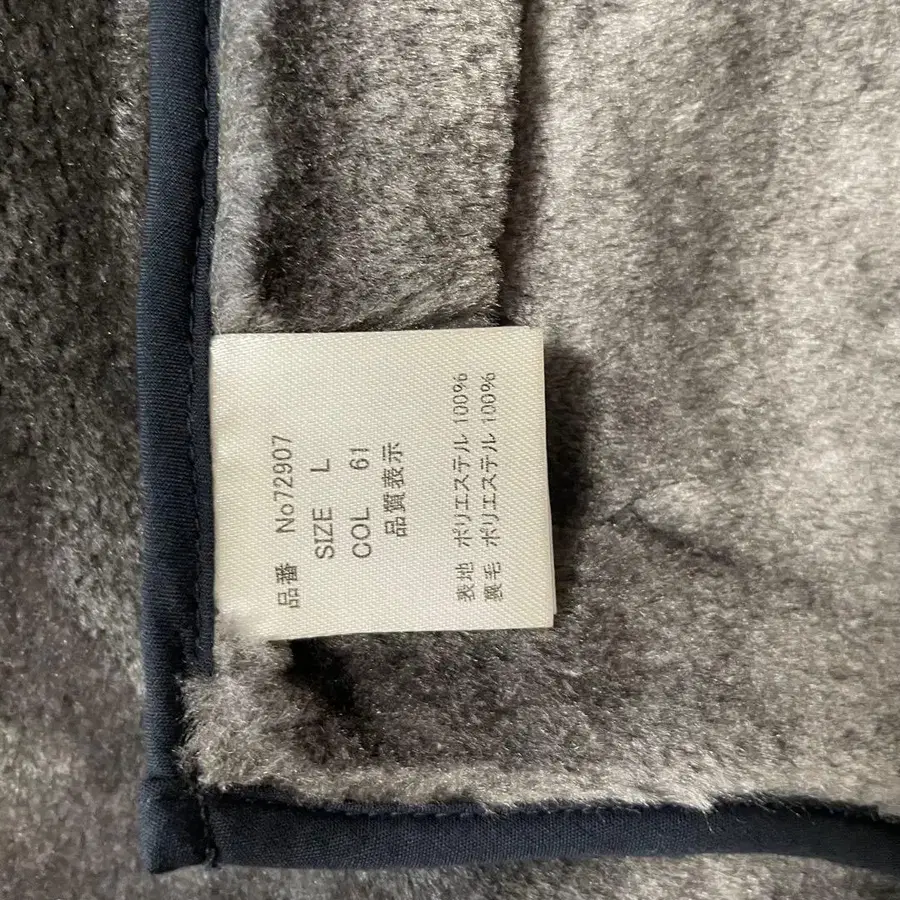 品番 No72907
SIZE L
COL 61
品質表示
表地 ポリエステル 100%
裏毛 ポリエステル 100%